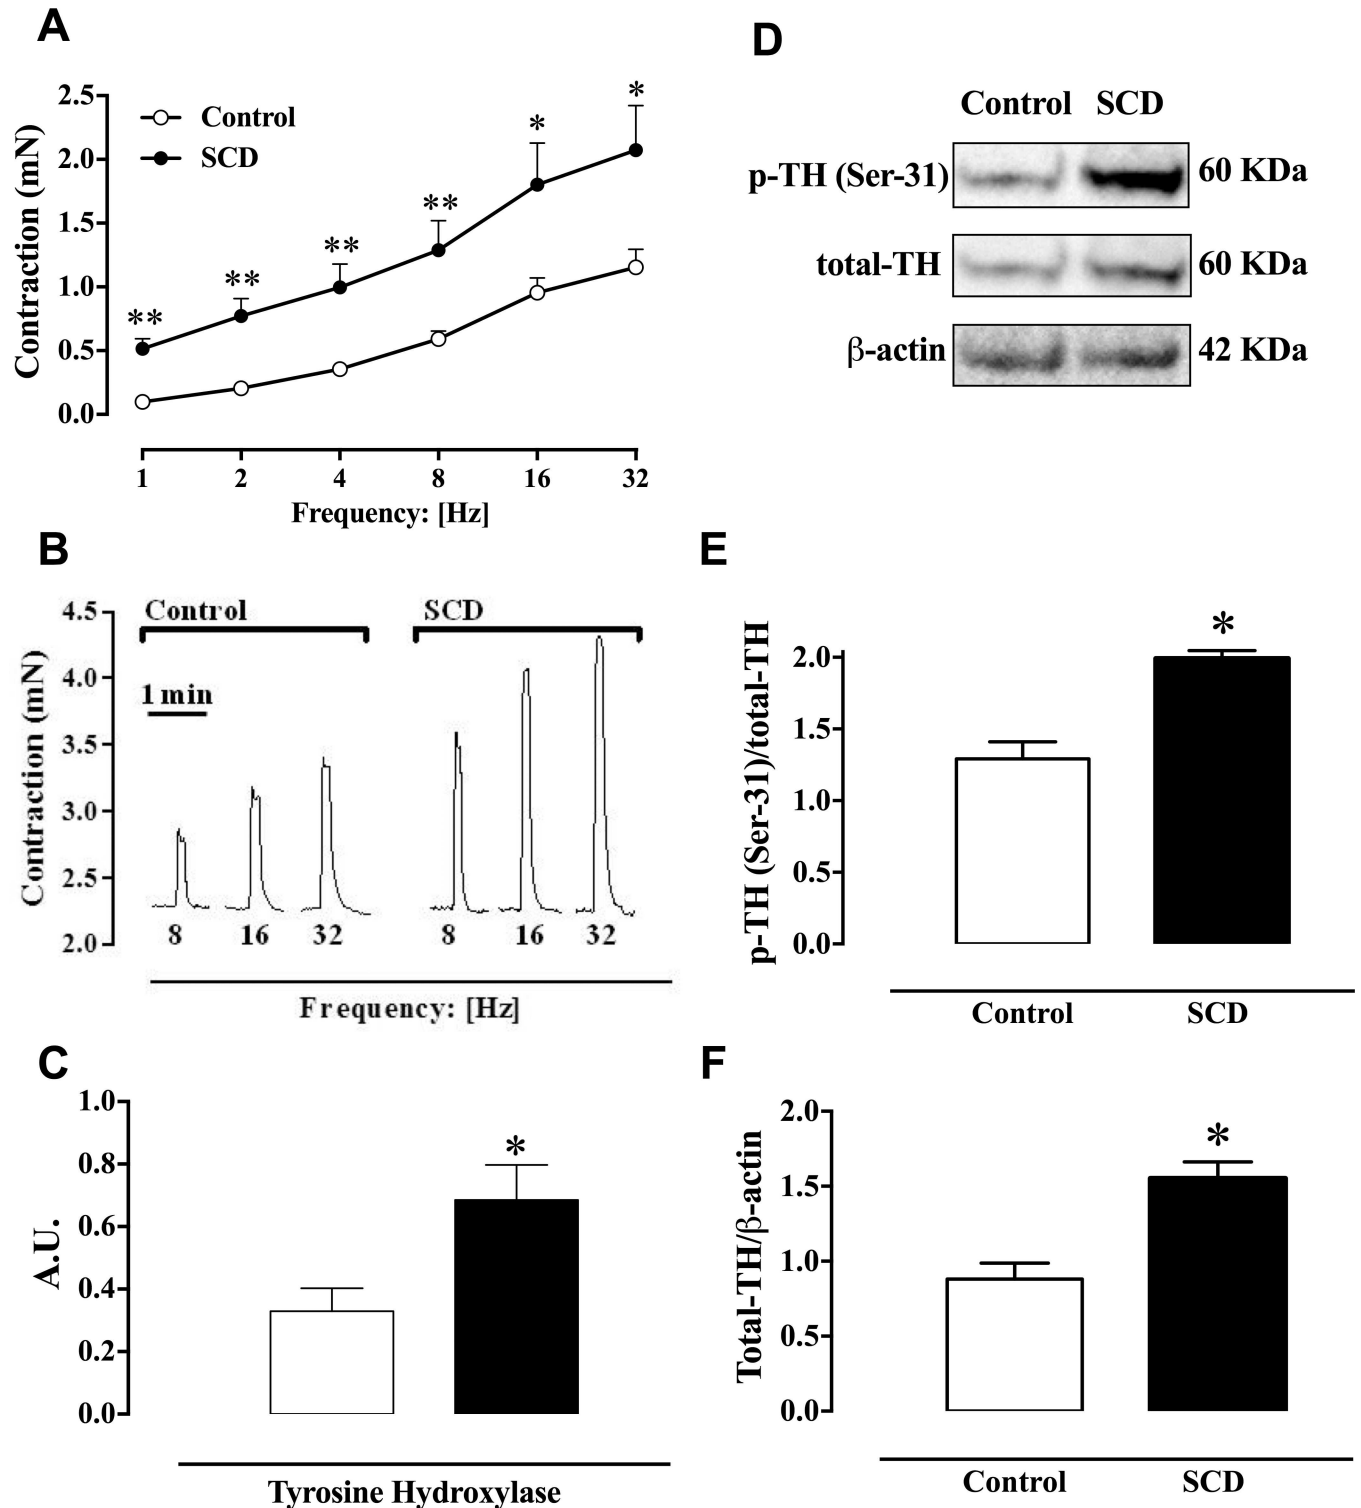 A
2.5
2.0
1.5
1.0
0.5
0.0
Contraction (mN)
Control
SCD
**
**
**
**
*
*
1 2 4 8 16 32
Frequency: [Hz]
B
4.5
4.0
3.5
3.0
2.5
2.0
Contraction (mN)
Control SCD
1 min
8 16 32 8 16 32
Frequency: [Hz]
C
1.0
0.8
0.6
0.4
0.2
0.0
A.U.
*
Tyrosine Hydroxylase
D
Control SCD
p-TH (Ser-31) 60 KDa
total-TH 60 KDa
β-actin 42 KDa
E
2.0
1.5
1.0
0.5
0.0
p-TH (Ser-31)/total-TH
*
Control SCD
F
2.0
1.5
1.0
0.5
0.0
Total-TH/β-actin
*
Control SCD